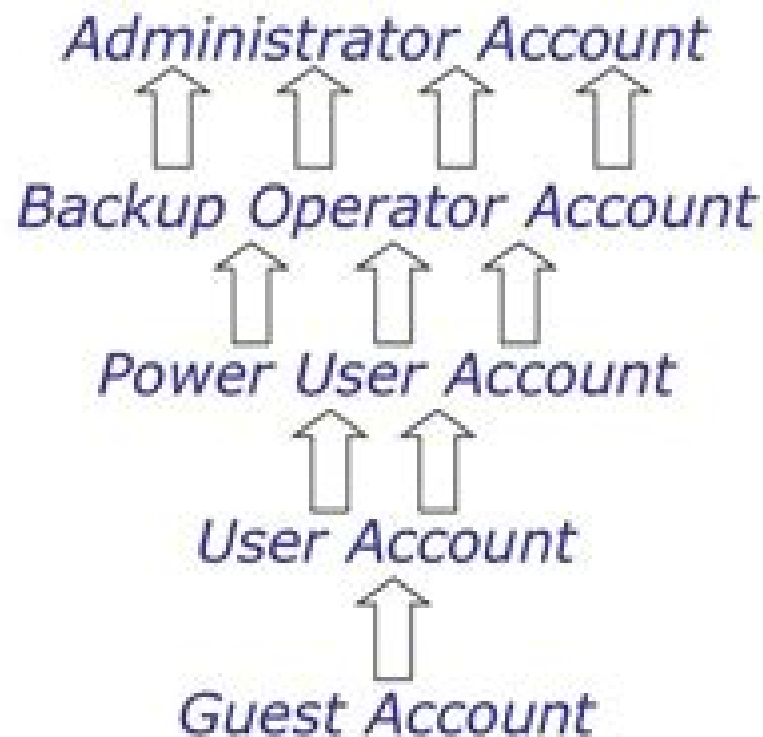 Administrator Account
Backup Operator Account
Power User Account
User Account
Guest Account